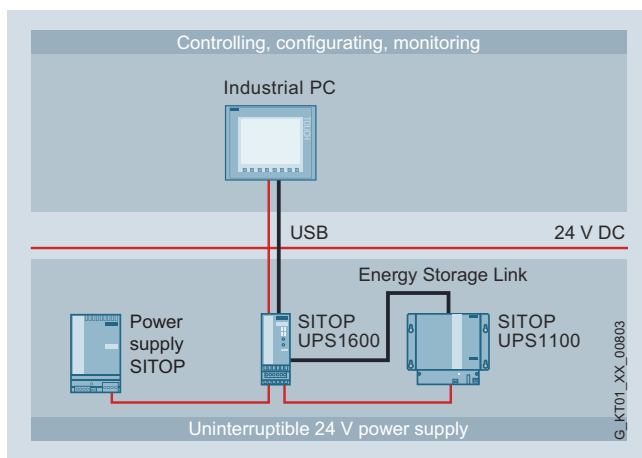 Controlling, configurating, monitoring
Industrial PC
TOUCH
USB
24 V DC
Energy Storage Link
Power
supply
SITOP
SITOP
UPS1600
SITOP
UPS1100
Uninterruptible 24 V power supply
G_KT01_XX_00803